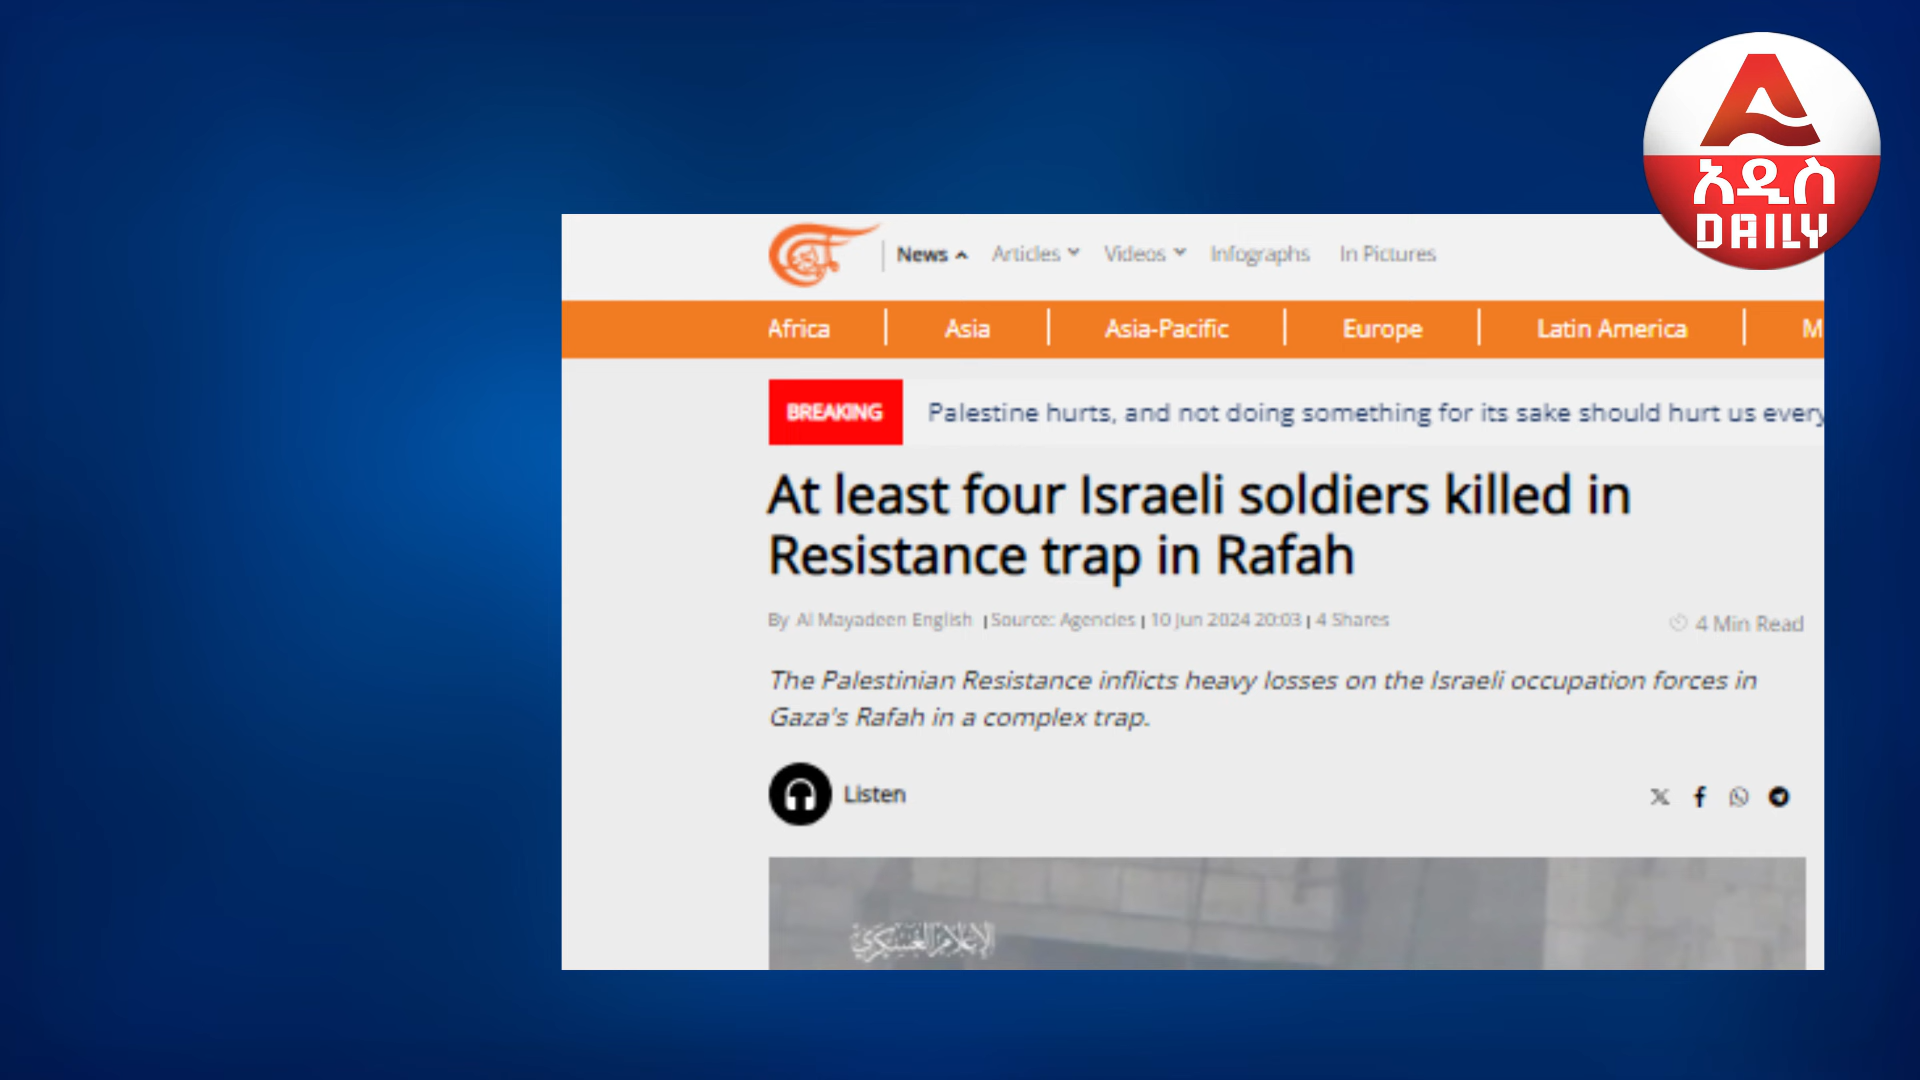 አዲስ
DAILY
News Articles Videos Infographs In Pictures
Africa Asia Asia-Pacific Europe Latin America M
BREAKING Palestine hurts, and not doing something for its sake should hurt us every
At least four Israeli soldiers killed in
Resistance trap in Rafah
By Al Mayadeen English | Source: Agencies | 10 Jun 2024 20:03 | 4 Shares
4 Min Read
The Palestinian Resistance inflicts heavy losses on the Israeli occupation forces in
Gaza's Rafah in a complex trap.
Listen
الإعلام العسكري